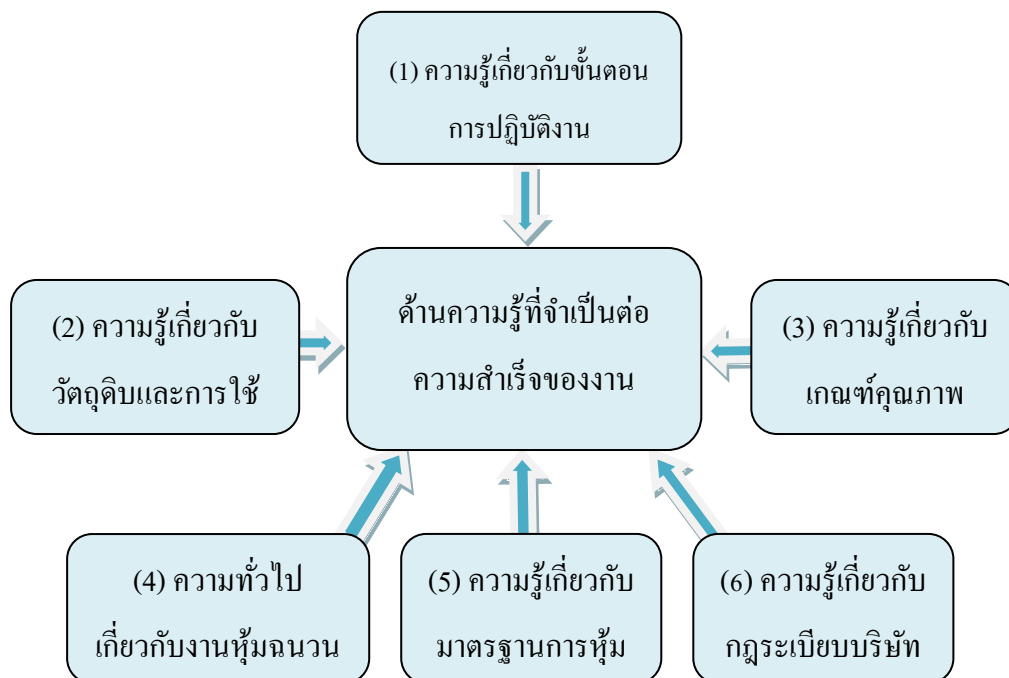 (1) ความรู้เกี่ยวกับขั้นตอน
การปฏิบัติงาน
ด้านความรู้ที่จำเป็นต่อ
ความสำเร็จของงาน
(2) ความรู้เกี่ยวกับ
วัตถุดิบและการใช้
(3) ความรู้เกี่ยวกับ
เกณฑ์คุณภาพ
(4) ความทั่วไป
เกี่ยวกับงานหุ้มฉนวน
(5) ความรู้เกี่ยวกับ
มาตรฐานการหุ้ม
(6) ความรู้เกี่ยวกับ
กฎระเบียบบริษัท